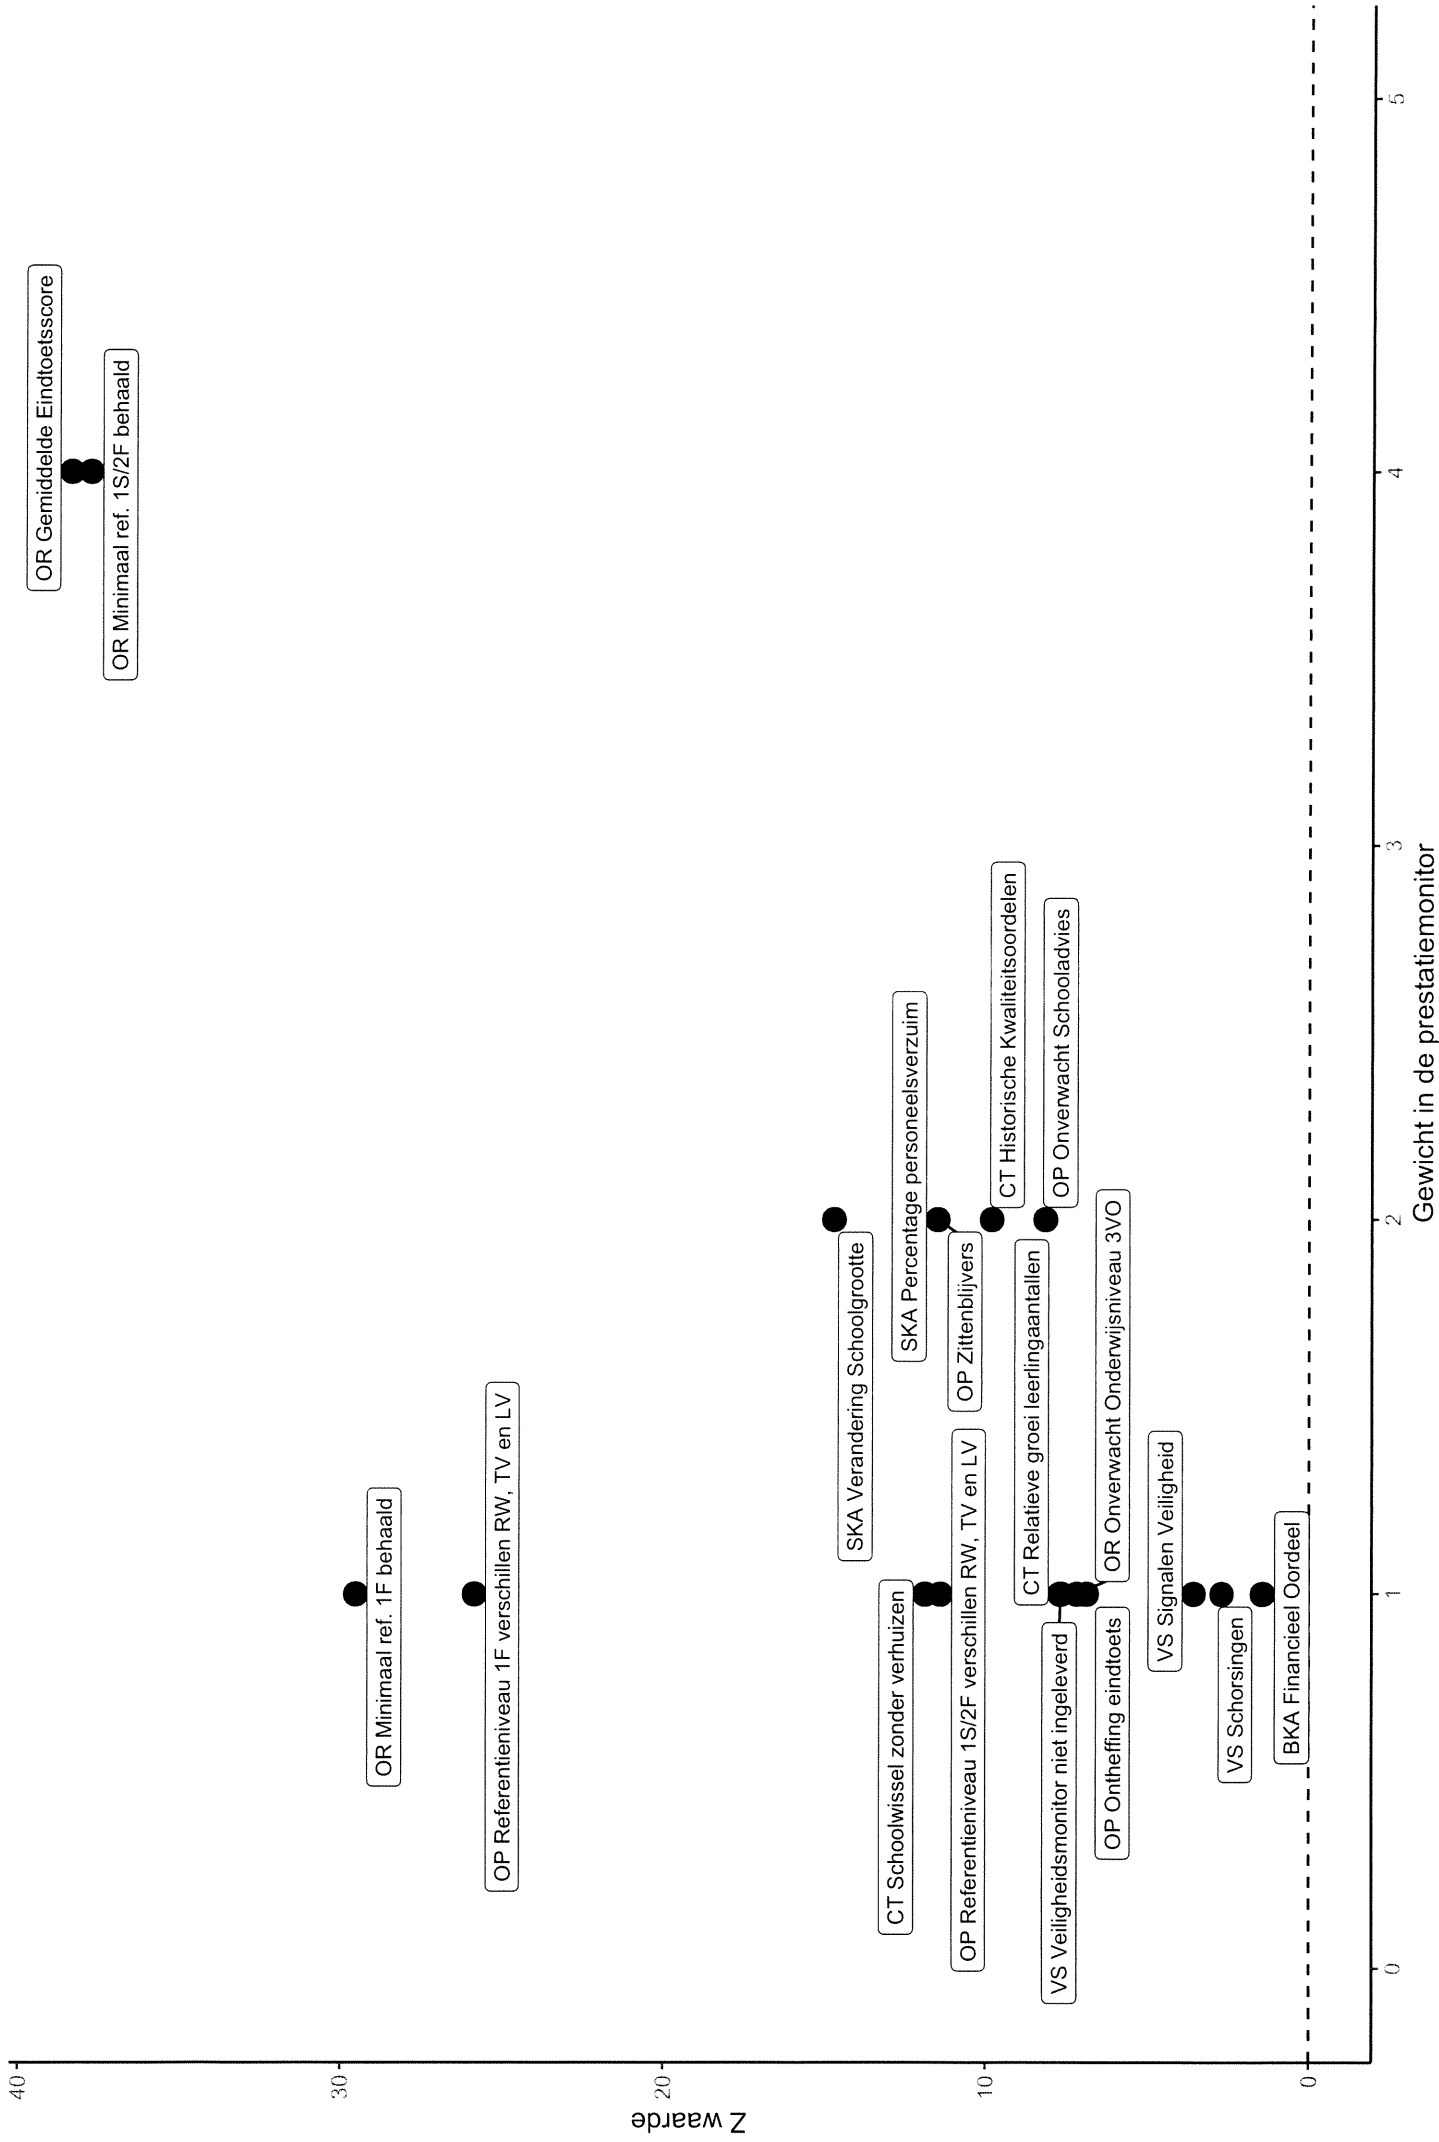 40
30
20
10
0
Z waarde
OR Gemiddelde Eindtoetsscore
OR Minimaal ref. 1S/2F behaald
OR Minimaal ref. 1F behaald
OP Referentieniveau 1F verschillen RW, TV en LV
SKA Verandering Schoolgrootte
SKA Percentage personeelsverzuim
CT Schoolwissel zonder verhuizen
OP Zittenblijvers
OP Referentieniveau 1S/2F verschillen RW, TV en LV
CT Historische Kwaliteitsoordelen
CT Relatieve groei leerlingaantallen
OP Onverwacht Schooladvies
VS Veiligheidsmonitor niet ingeleverd
OP Ontheffing eindtoets
OR Onverwacht Onderwijsniveau 3VO
VS Signalen Veiligheid
VS Schorsingen
BKA Financieel Oordeel
0
1
2
3
4
5
Gewicht in de prestatiemonitor